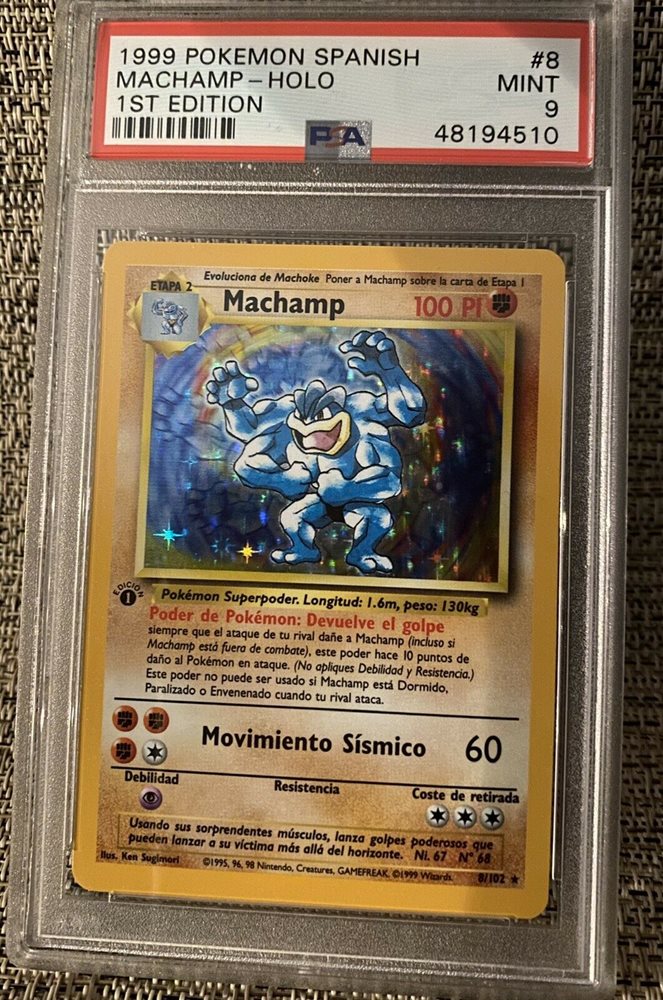 1999 POKEMON SPANISH #8
MACHAMP – HOLO MINT
1ST EDITION 9
PSA 48194510
Evoluciona de Machoke Poner a Machamp sobre la carta de Etapa 1
ETAPA 2
Machamp 100 PI
EDICIÓN 1
Pokémon Superpoder. Longitud: 1.6m, peso: 130kg
Poder de Pokémon: Devuelve el golpe
siempre que el ataque de tu rival dañe a Machamp (incluso si
Machamp está fuera de combate), este poder hace 10 puntos de
daño al Pokémon en ataque. (No apliques Debilidad y Resistencia.)
Este poder no puede ser usado si Machamp está Dormido,
Paralizado o Envenenado cuando tu rival ataca.
Movimiento Sísmico 60
Debilidad Resistencia Coste de retirada
Usando sus sorprendentes músculos, lanza golpes poderosos que
pueden lanzar a su víctima más allá del horizonte. Ni. 67 N° 68
Ilus. Ken Sugimori ©1995, 96, 98 Nintendo, Creatures, GAMEFREAK. ©1999 Wizards. 8/102 ★